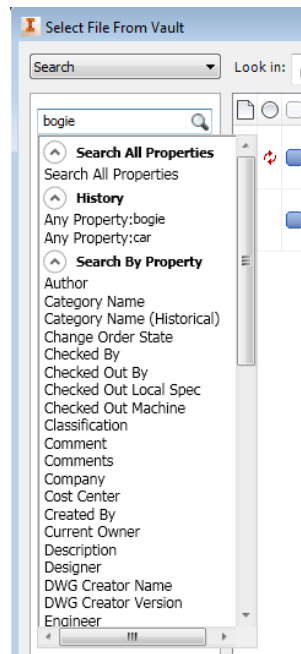 Select File From Vault
Search
Look in:
bogie
Search All Properties
Search All Properties
History
Any Property:bogie
Any Property:car
Search By Property
Author
Category Name
Category Name (Historical)
Change Order State
Checked By
Checked Out By
Checked Out Local Spec
Checked Out Machine
Classification
Comment
Comments
Company
Cost Center
Created By
Current Owner
Description
Designer
DWG Creator Name
DWG Creator Version
Engineer